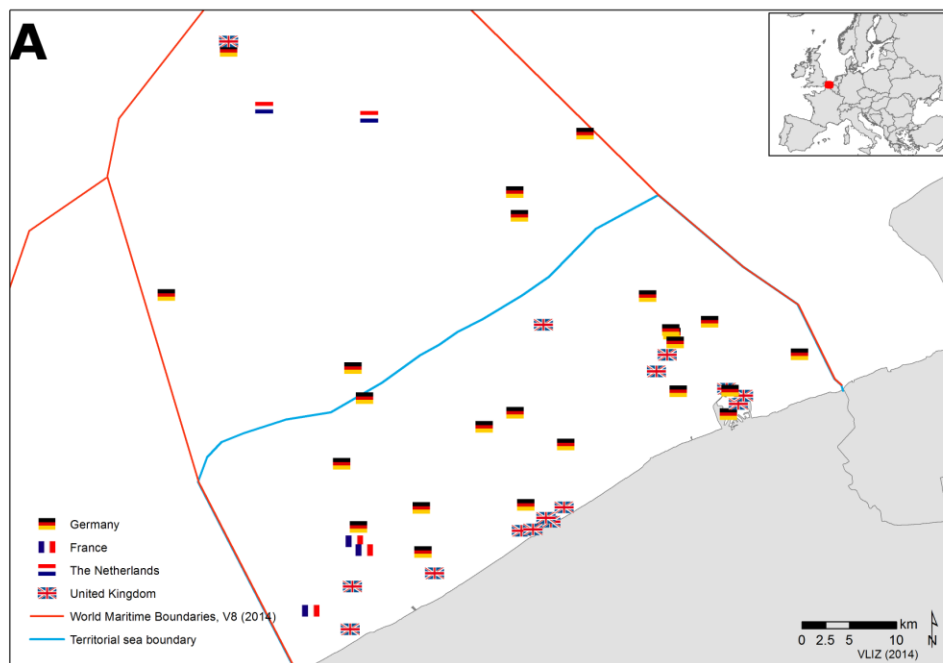 A
Germany
France
The Netherlands
United Kingdom
World Maritime Boundaries, V8 (2014)
Territorial sea boundary
N
km
0 2.5 5 10
VLIZ (2014)